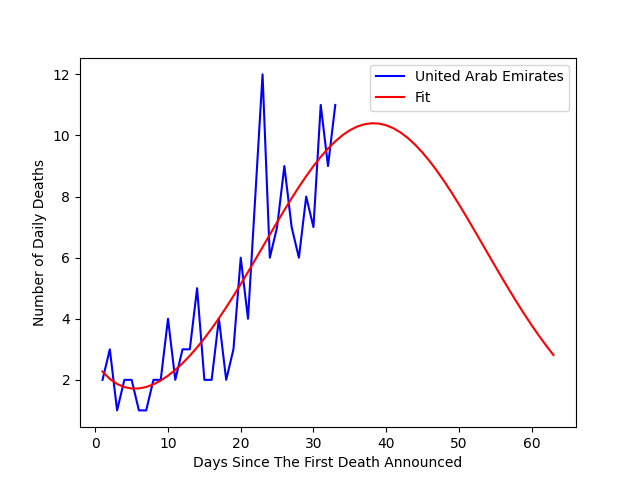 United Arab Emirates
Fit
12
10
8
6
4
2
Number of Daily Deaths
0 10 20 30 40 50 60
Days Since The First Death Announced